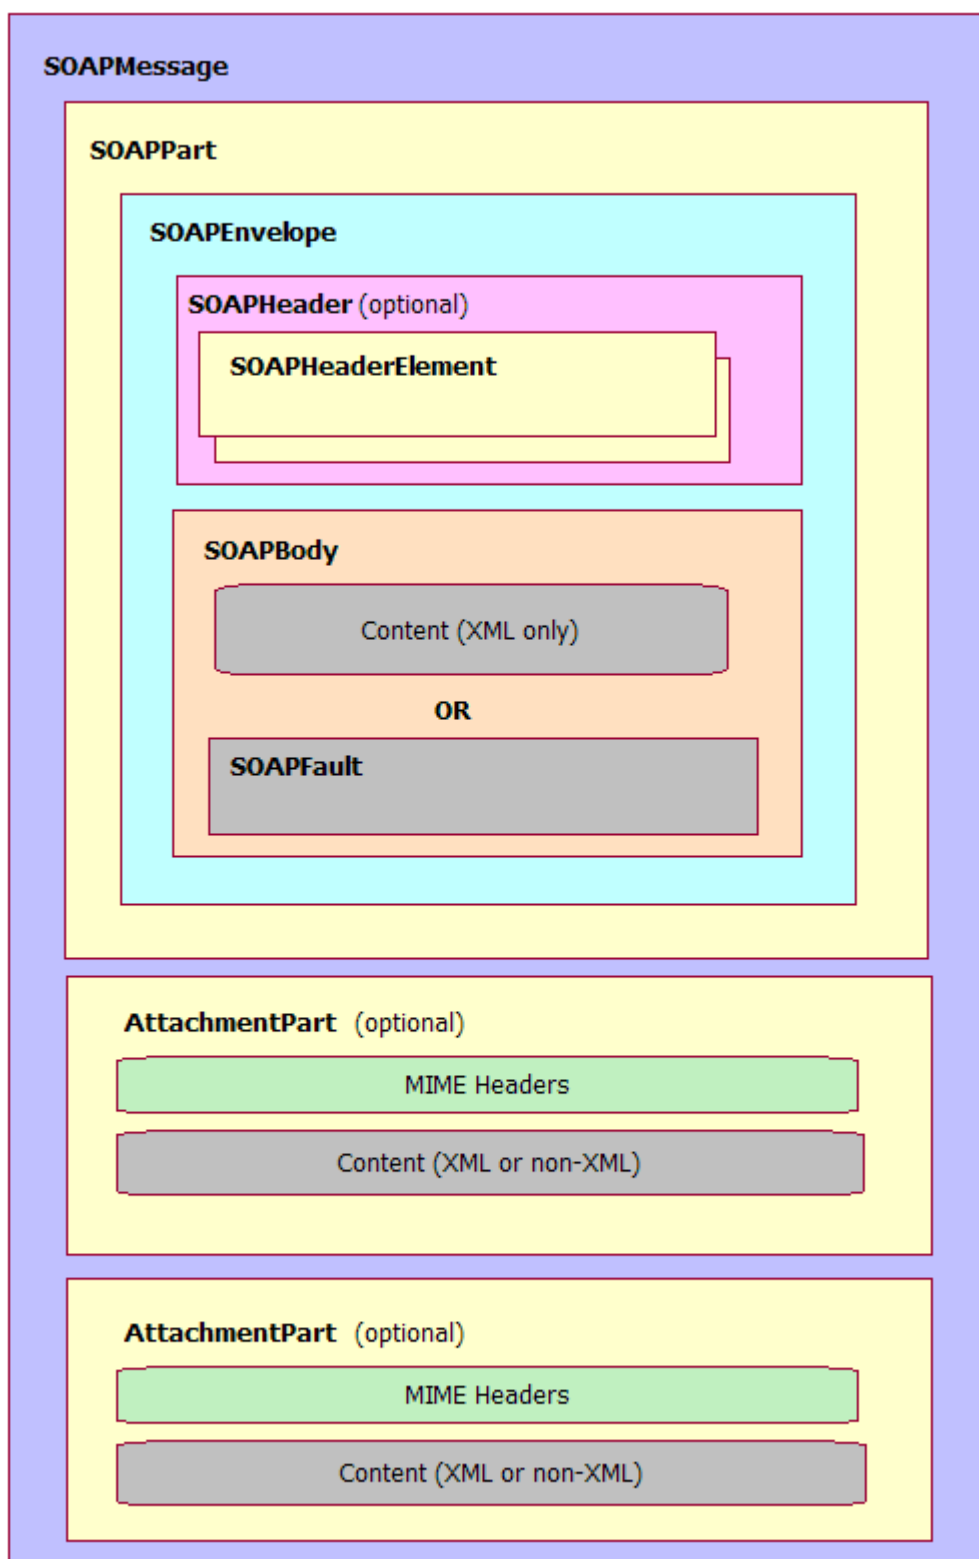 SOAPMessage
SOAPPart
SOAPEnvelope
SOAPHeader (optional)
SOAPHeaderElement
SOAPBody
Content (XML only)
OR
SOAPFault
AttachmentPart (optional)
MIME Headers
Content (XML or non-XML)
AttachmentPart (optional)
MIME Headers
Content (XML or non-XML)